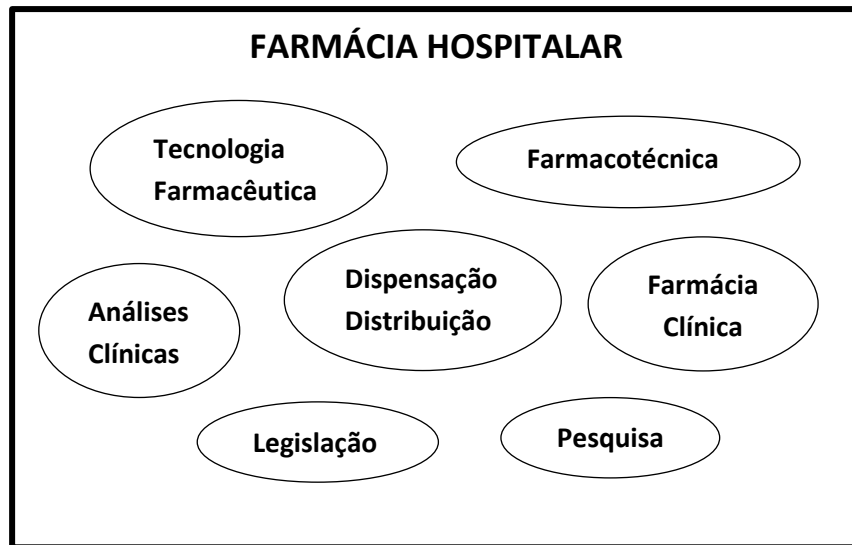 FARMÁCIA HOSPITALAR
Tecnologia
Farmacêutica
Farmacotécnica
Dispensação
Distribuição
Farmácia
Clínica
Análises
Clínicas
Legislação
Pesquisa